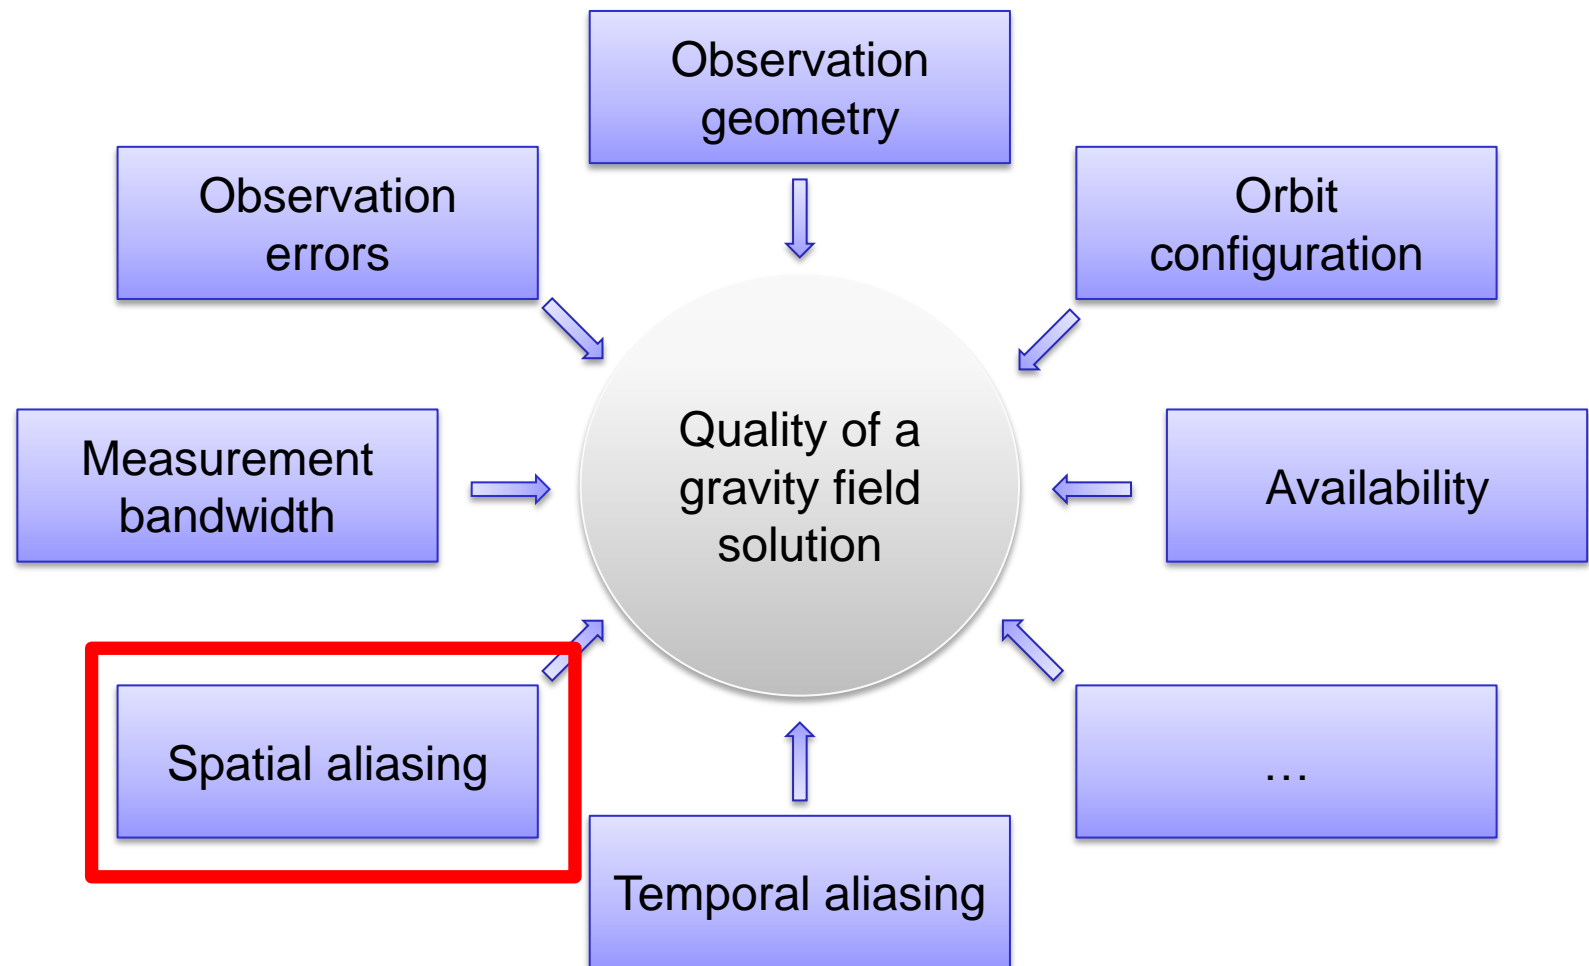 Observation
geometry
Observation
errors
Orbit
configuration
Measurement
bandwidth
Quality of a
gravity field
solution
Availability
Spatial aliasing
…
Temporal aliasing